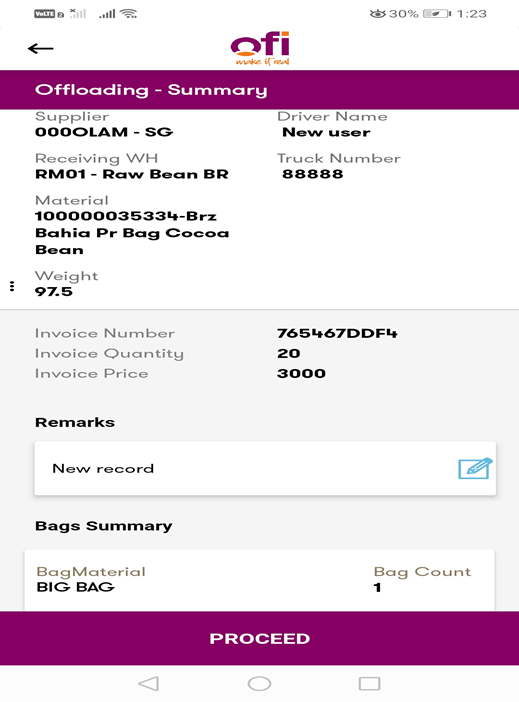 VoLTE 2 30% 1:23
ofi
make it real
Offloading - Summary
Supplier Driver Name
000OLAM - SG New user
Receiving WH Truck Number
RM01 - Raw Bean BR 88888
Material
100000035334-Brz
Bahia Pr Bag Cocoa
Bean
Weight
97.5
Invoice Number 765467DDF4
Invoice Quantity 20
Invoice Price 3000
Remarks
New record
Bags Summary
BagMaterial Bag Count
BIG BAG 1
PROCEED